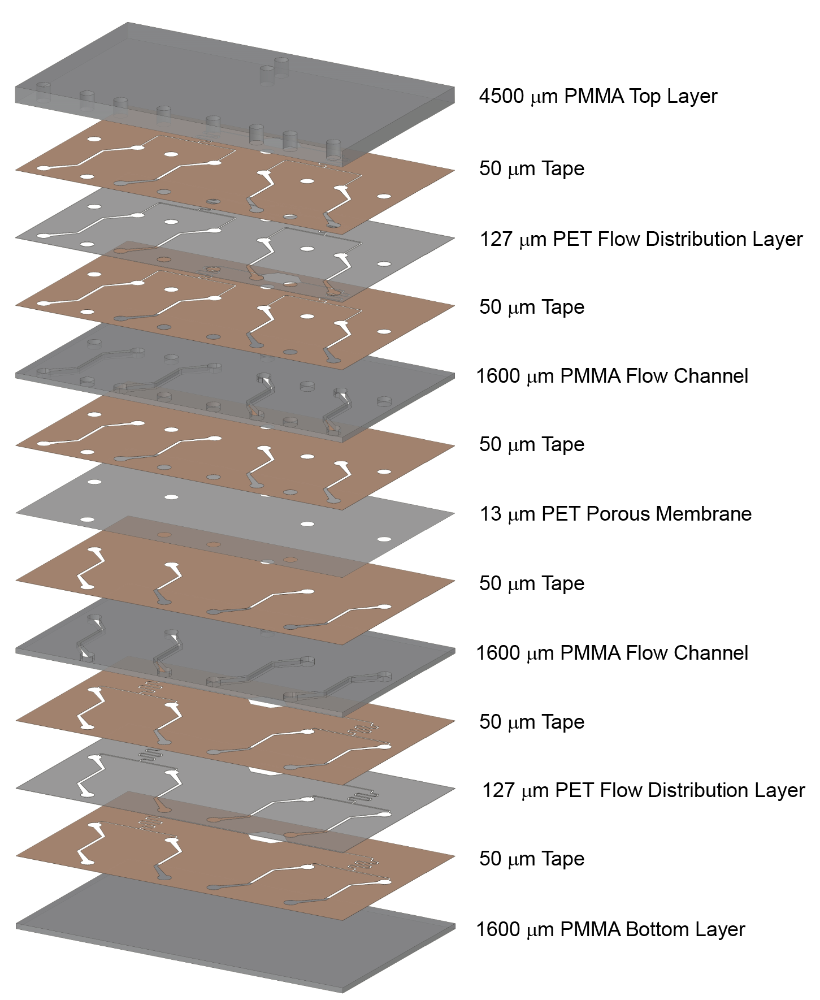 4500 μm PMMA Top Layer
50 μm Tape
127 μm PET Flow Distribution Layer
50 μm Tape
1600 μm PMMA Flow Channel
50 μm Tape
13 μm PET Porous Membrane
50 μm Tape
1600 μm PMMA Flow Channel
50 μm Tape
127 μm PET Flow Distribution Layer
50 μm Tape
1600 μm PMMA Bottom Layer